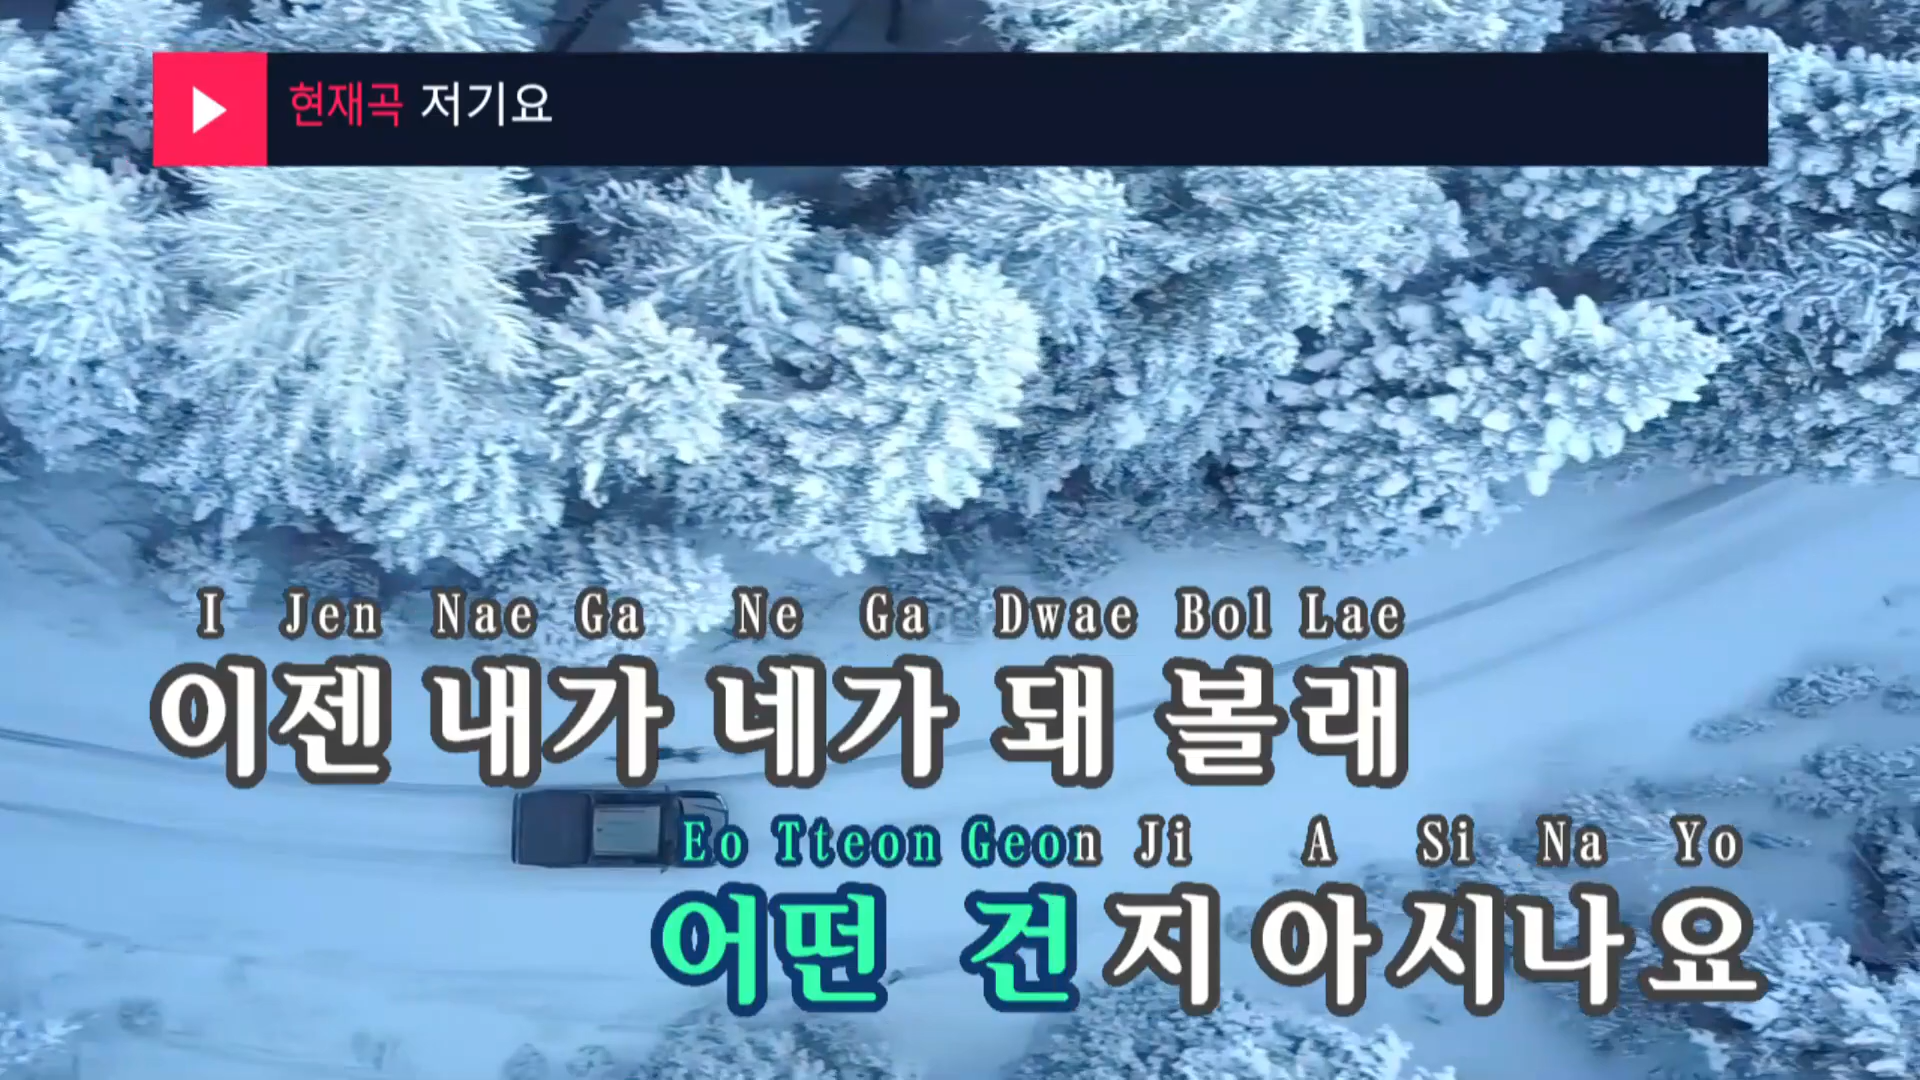 현재곡 저기요
I Jen Nae Ga Ne Ga Dwae Bol Lae
이젠 내가 네가 돼 볼래
Eo Tteon Geon Ji A Si Na Yo
어떤 건지 아시나요